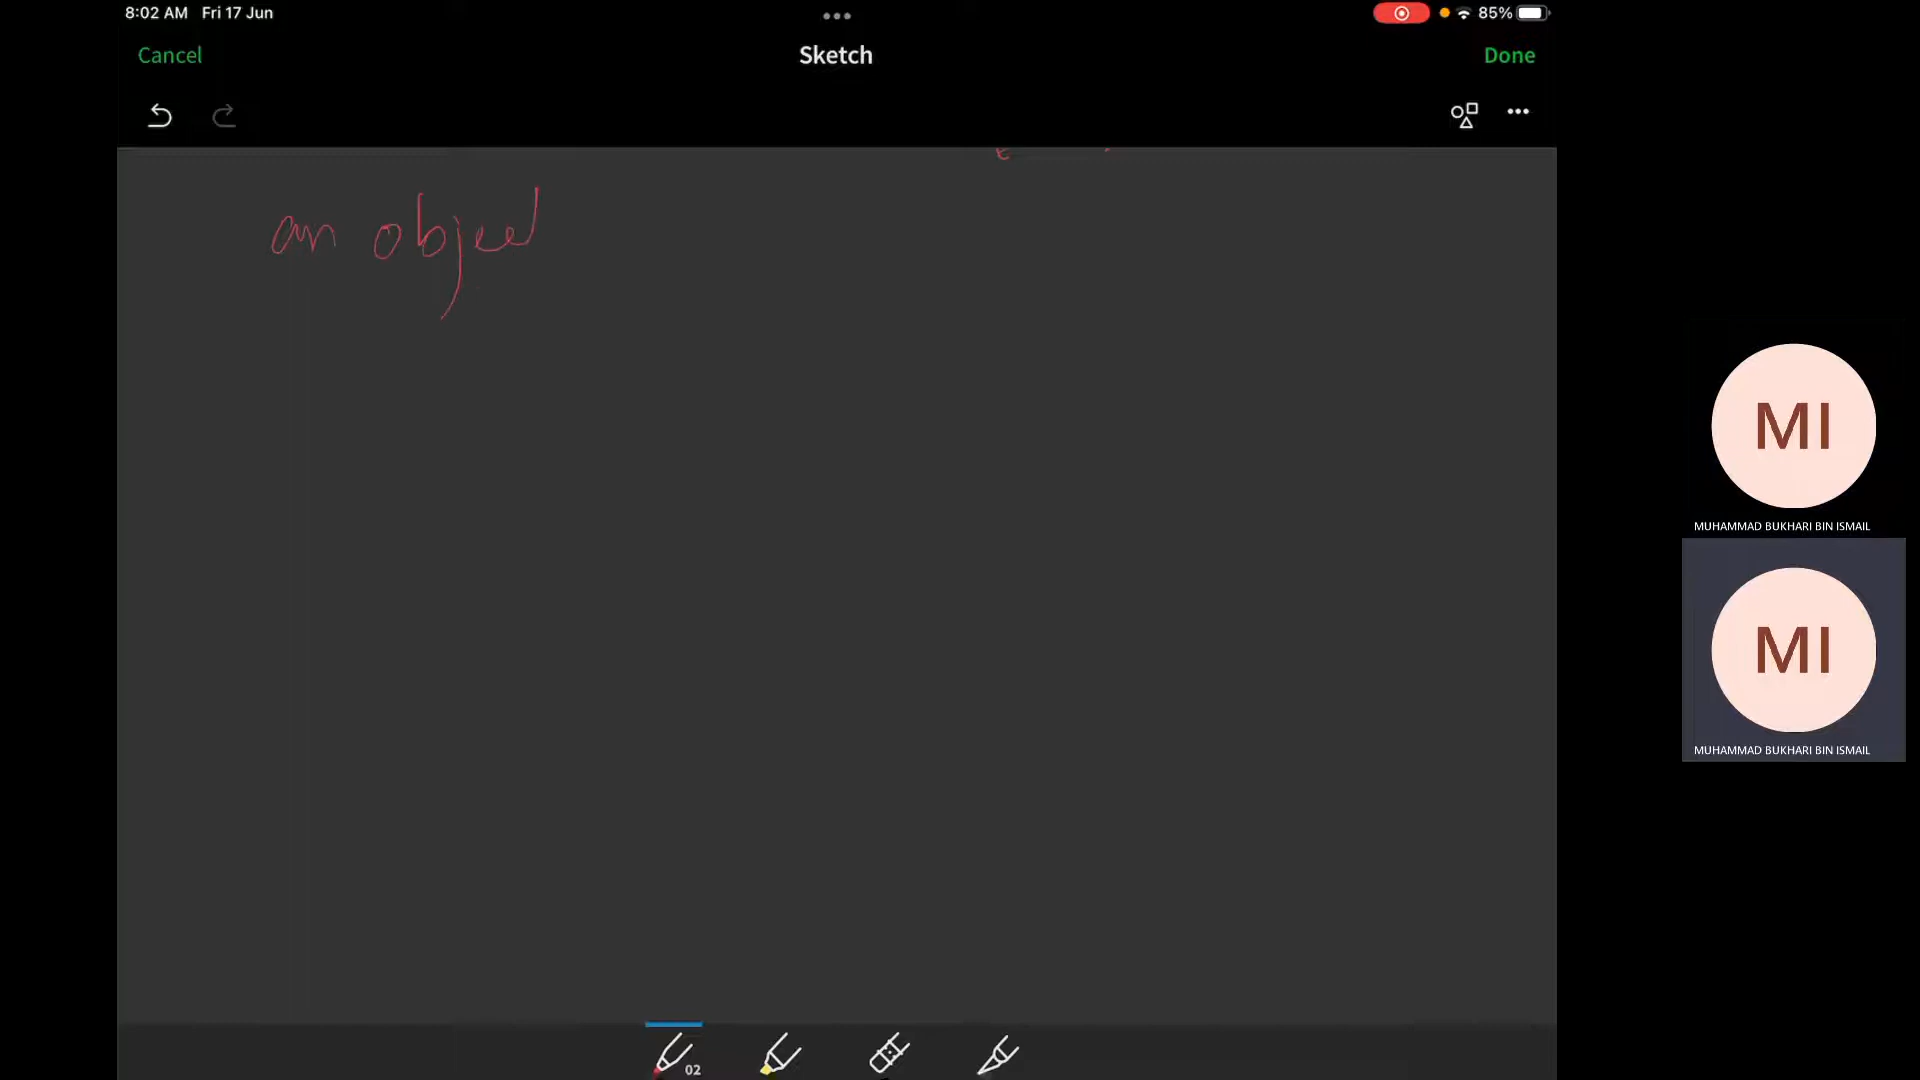 8:02 AM Fri 17 Jun
85%
Cancel
Sketch
Done
an object
MI
MUHAMMAD BUKHARI BIN ISMAIL
MI
MUHAMMAD BUKHARI BIN ISMAIL
02